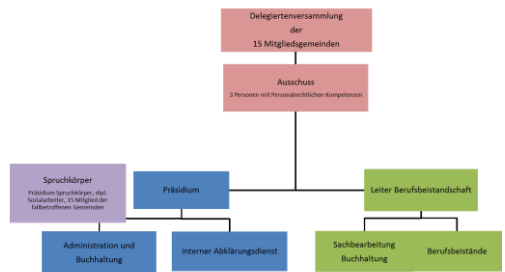 Delegiertenversammlung
der
15 Mitgliedsgemeinden
Ausschuss
3 Personen mit Personalrechtlichen Kompetenzen
Spruchkörper
Präsidium Spruchkörper, dipl.
Sozialarbeiter, 15 Mitglied der
fallbetroffenen Gemeinden
Präsidium
Leiter Berufsbeistandschaft
Administration und
Buchhaltung
Interner Abklärungsdienst
Sachbearbeitung
Buchhaltung
Berufsbeistände